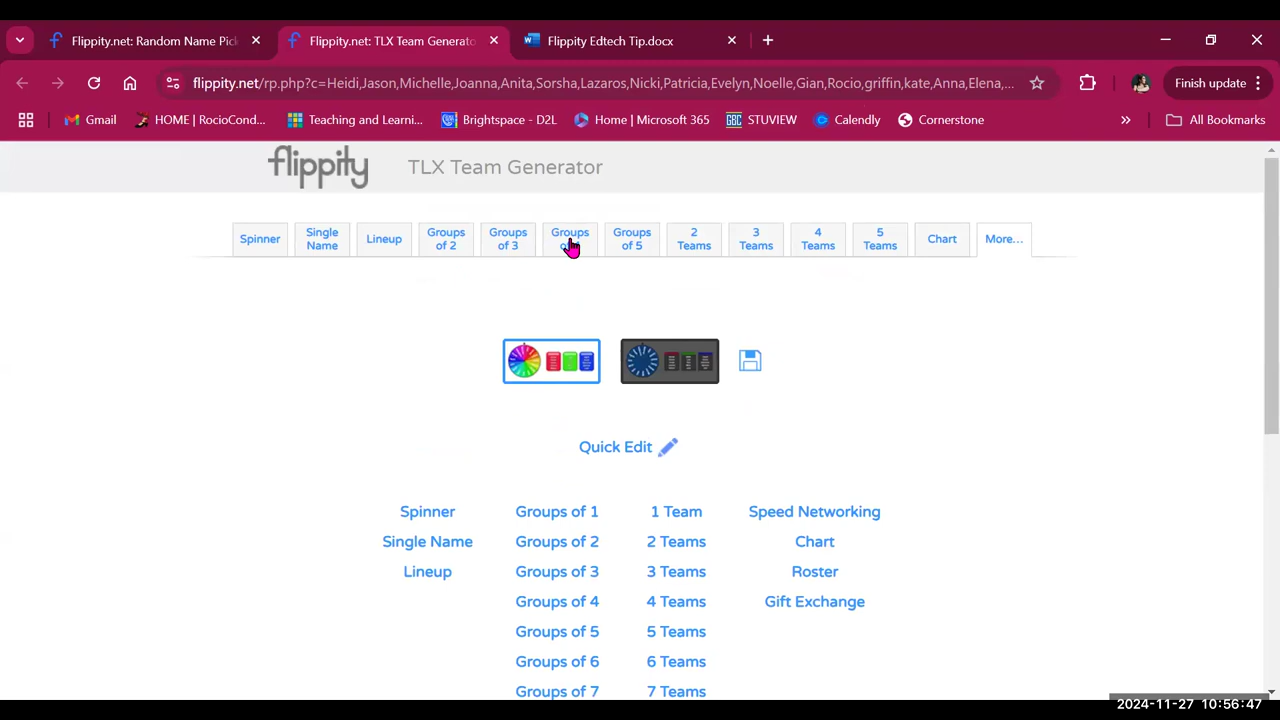 Flippity.net: Random Name Pick
Flippity.net: TLX Team Generato
Flippity Edtech Tip.docx
flippity.net/rp.php?c=Heidi,Jason,Michelle,Joanna,Anita,Sorsha,Lazaros,Nicki,Patricia,Evelyn,Noelle,Gian,Rocio,griffin,kate,Anna,Elena,...
Finish update
Gmail
HOME | RocioCond...
Teaching and Learni...
Brightspace - D2L
Home | Microsoft 365
STUVIEW
Calendly
Cornerstone
All Bookmarks
flippity
TLX Team Generator
Spinner
Single
Name
Lineup
Groups
of 2
Groups
of 3
Groups
Groups
of 5
2
Teams
3
Teams
4
Teams
5
Teams
Chart
More...
Quick Edit
Spinner
Groups of 1
1 Team
Speed Networking
Single Name
Groups of 2
2 Teams
Chart
Lineup
Groups of 3
3 Teams
Roster
Groups of 4
4 Teams
Gift Exchange
Groups of 5
5 Teams
Groups of 6
6 Teams
Groups of 7
7 Teams
2024-11-27 10:56:47